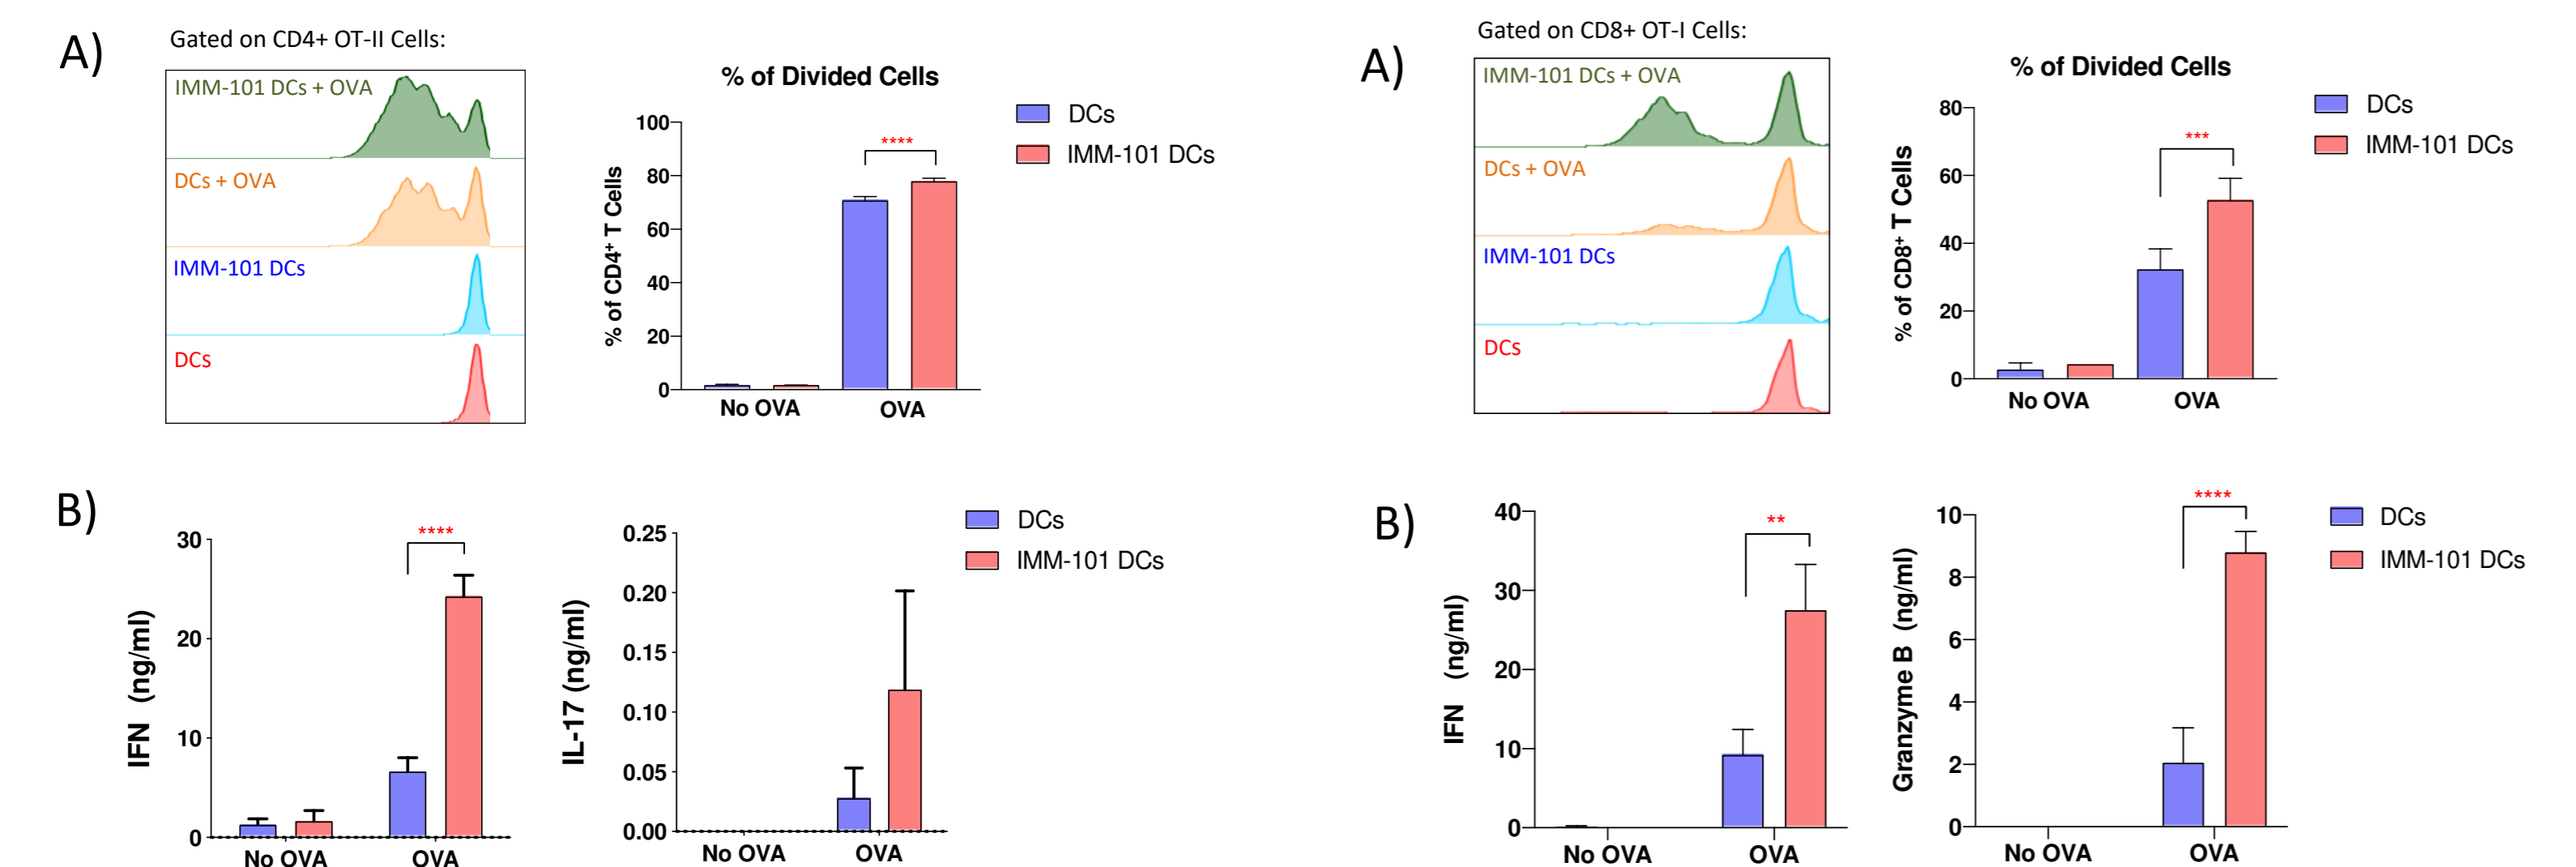 A)
Gated on CD4+ OT-II Cells:
IMM-101 DCs + OVA
DCs + OVA
IMM-101 DCs
DCs
% of Divided Cells
% of CD4+ T Cells
100
80
60
40
20
0
****
No OVA
OVA
DCs
IMM-101 DCs
B)
IFN (ng/ml)
30
20
10
0
****
No OVA
OVA
IL-17 (ng/ml)
0.25
0.20
0.15
0.10
0.05
0.00
No OVA
OVA
DCs
IMM-101 DCs
A)
Gated on CD8+ OT-I Cells:
IMM-101 DCs + OVA
DCs + OVA
IMM-101 DCs
DCs
% of Divided Cells
% of CD8+ T Cells
80
60
40
20
0
***
No OVA
OVA
DCs
IMM-101 DCs
B)
IFN (ng/ml)
40
30
20
10
0
**
No OVA
OVA
Granzyme B (ng/ml)
10
8
6
4
2
0
****
No OVA
OVA
DCs
IMM-101 DCs